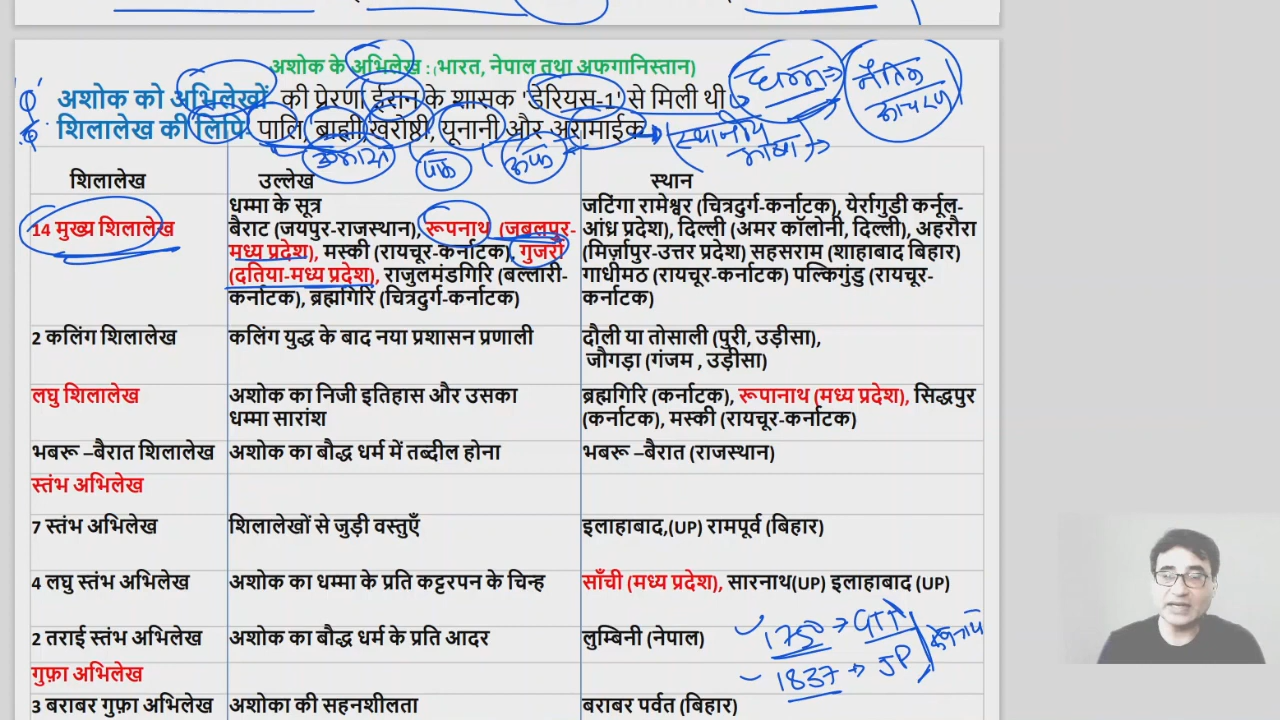 अशोक के अभिलेख : (भारत, नेपाल तथा अफगानिस्तान)
धम्म नैतिक आचरण
अशोक को अभिलेखों की प्रेरणा ईरान के शासक 'डेरियस-1' से मिली थी
शिलालेख की लिपि- पालि, ब्राह्मी खरोष्ठी, यूनानी और अरामाईक
(स्थानीय भाषा)
शिलालेख उल्लेख स्थान
14 मुख्य शिलालेख
धम्मा के सूत्र
बैराट (जयपुर-राजस्थान), रूपनाथ (जबलपुर-
मध्य प्रदेश), मस्की (रायचूर-कर्नाटक), गुजरो
(दतिया-मध्य प्रदेश), राजुलमंडगिरि (बल्लारी-
कर्नाटक), ब्रह्मगिरि (चित्रदुर्ग-कर्नाटक)
जटिंगा रामेश्वर (चित्रदुर्ग-कर्नाटक), येर्रागुडी कर्नूल-
आंध्र प्रदेश), दिल्ली (अमर कॉलोनी, दिल्ली), अहरौरा
(मिर्ज़ापुर-उत्तर प्रदेश) सहसराम (शाहाबाद बिहार)
गाधीमठ (रायचूर-कर्नाटक) पल्किगुंडु (रायचूर-
कर्नाटक)
2 कलिंग शिलालेख
कलिंग युद्ध के बाद नया प्रशासन प्रणाली
दौली या तोसाली (पुरी, उड़ीसा),
जौगड़ा (गंजम , उड़ीसा)
लघु शिलालेख
अशोक का निजी इतिहास और उसका
धम्मा सारांश
ब्रह्मगिरि (कर्नाटक), रूपानाथ (मध्य प्रदेश), सिद्धपुर
(कर्नाटक), मस्की (रायचूर-कर्नाटक)
भबरू –बैरात शिलालेख अशोक का बौद्ध धर्म में तब्दील होना भबरू –बैरात (राजस्थान)
स्तंभ अभिलेख
7 स्तंभ अभिलेख शिलालेखों से जुड़ी वस्तुएँ इलाहाबाद,(UP) रामपूर्व (बिहार)
4 लघु स्तंभ अभिलेख अशोक का धम्मा के प्रति कट्टरपन के चिन्ह साँची (मध्य प्रदेश), सारनाथ(UP) इलाहाबाद (UP)
2 तराई स्तंभ अभिलेख अशोक का बौद्ध धर्म के प्रति आदर लुम्बिनी (नेपाल)
1750
1837 JP
गुफ़ा अभिलेख
3 बराबर गुफ़ा अभिलेख अशोका की सहनशीलता बराबर पर्वत (बिहार)